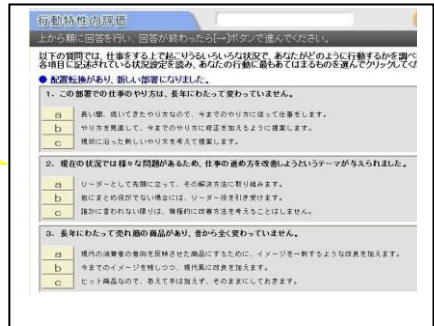 行動特性の評価
上から順に回答を行い、回答が終わったら[→]ボタンで進んでください。
以下の質問では、仕事をする上で起こりうるいろいろな状況で、あなたがどのように行動するかを調べ
各項目に記述されている状況設定を読み、あなたの行動に最もあてはまるものを選んでクリックしてく
● 配置転換があり、新しい部署になりました。
1. この部署での仕事のやり方は、長年にわたって変わっていません。
a 長い間、続いてきたやり方なので、今までのやり方に従って仕事をします。
b やり方を見直して、今までのやり方に修正を加えるように提案します。
c 現状に沿った新しいやり方を考えて提案します。
2. 現在の状況では様々な問題があるため、仕事の進め方を改善しようというテーマが与えられました。
a リーダーとして先頭に立って、その解決方法に取り組みます。
b 他にまとめ役がでない場合には、リーダー役を引き受けます。
c 誰かに言われない限りは、積極的に改善方法を考えることはしません。
3. 長年にわたって売れ筋の商品があり、昔から全く変わっていません。
a 現代の消費者の意向を反映させた商品にするために、イメージを一新するような改良を加えます。
b 今までのイメージを残しつつ、現代風に改良を加えます。
c ヒット商品なので、あえて手は加えず、そのままにしておきます。